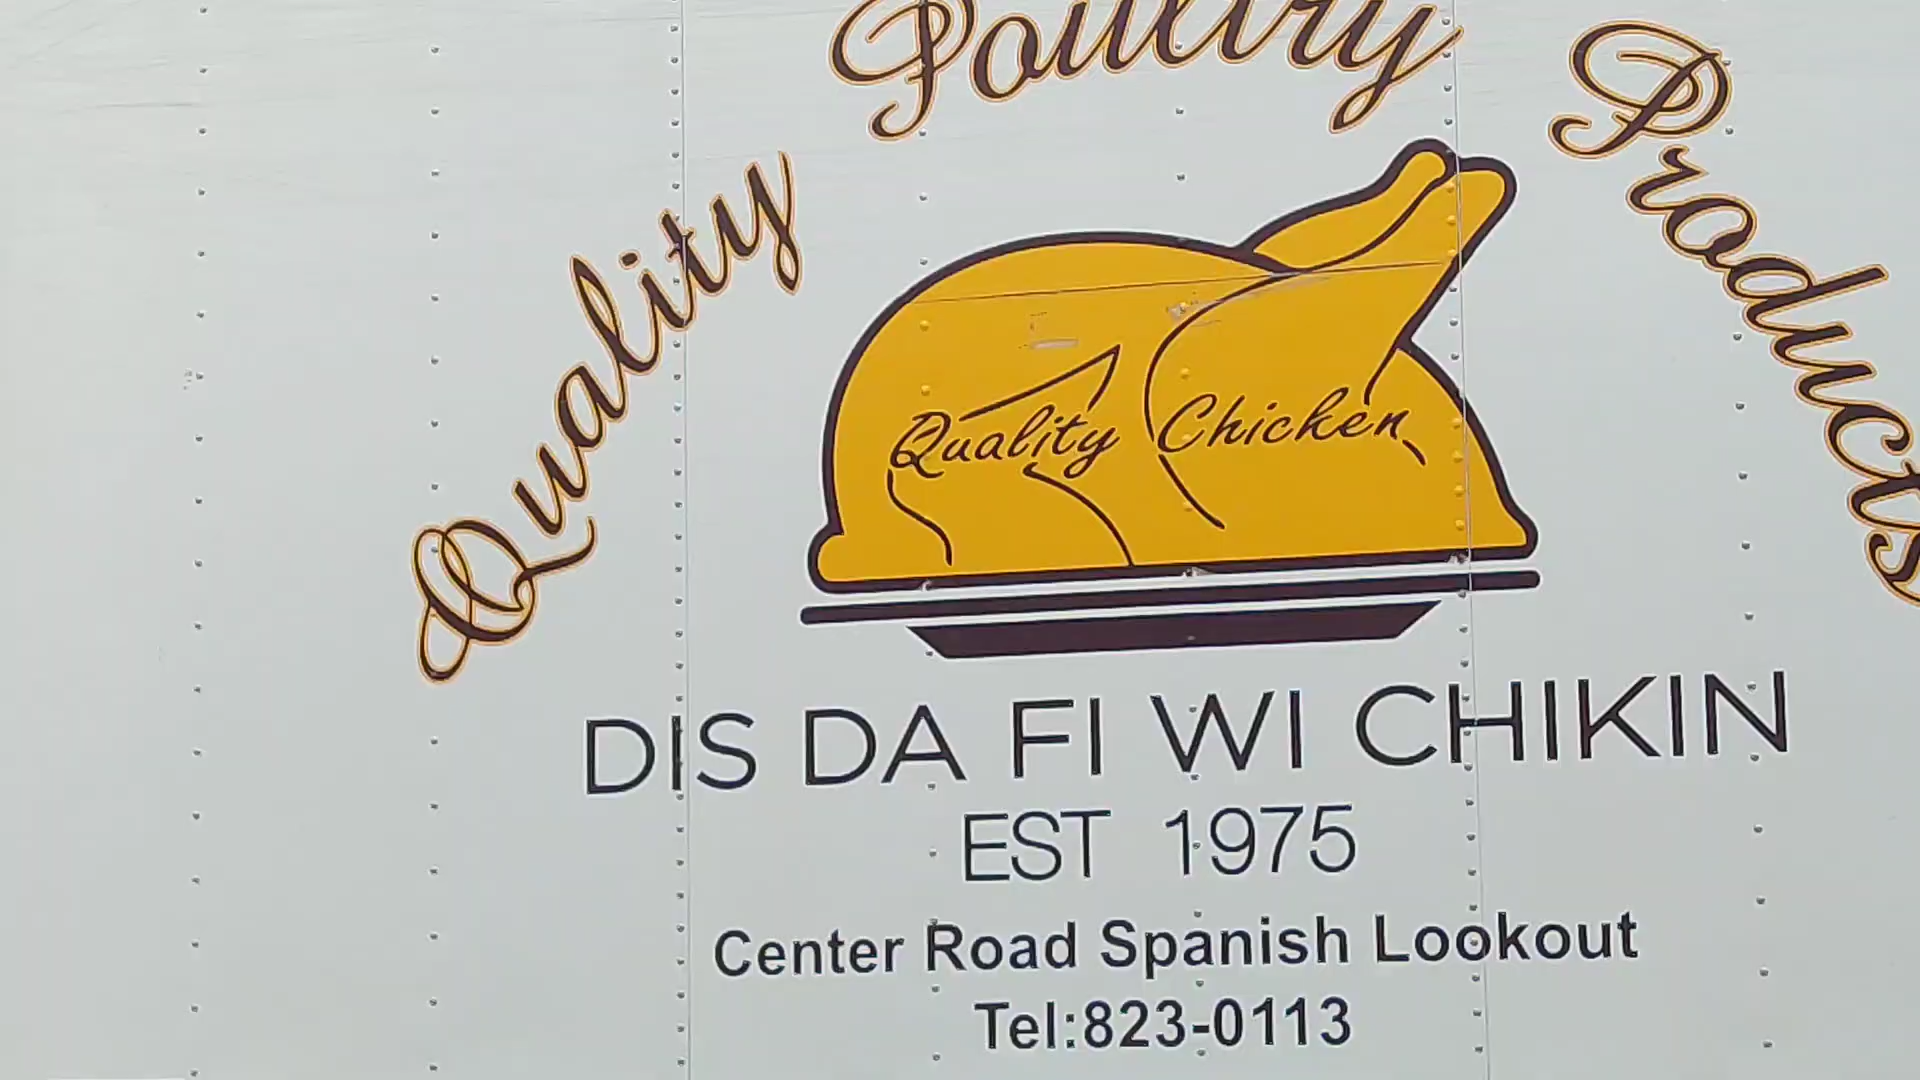 Quality Poultry Products
Quality Chicken
DIS DA FI WI CHIKIN
EST 1975
Center Road Spanish Lookout
Tel:823-0113